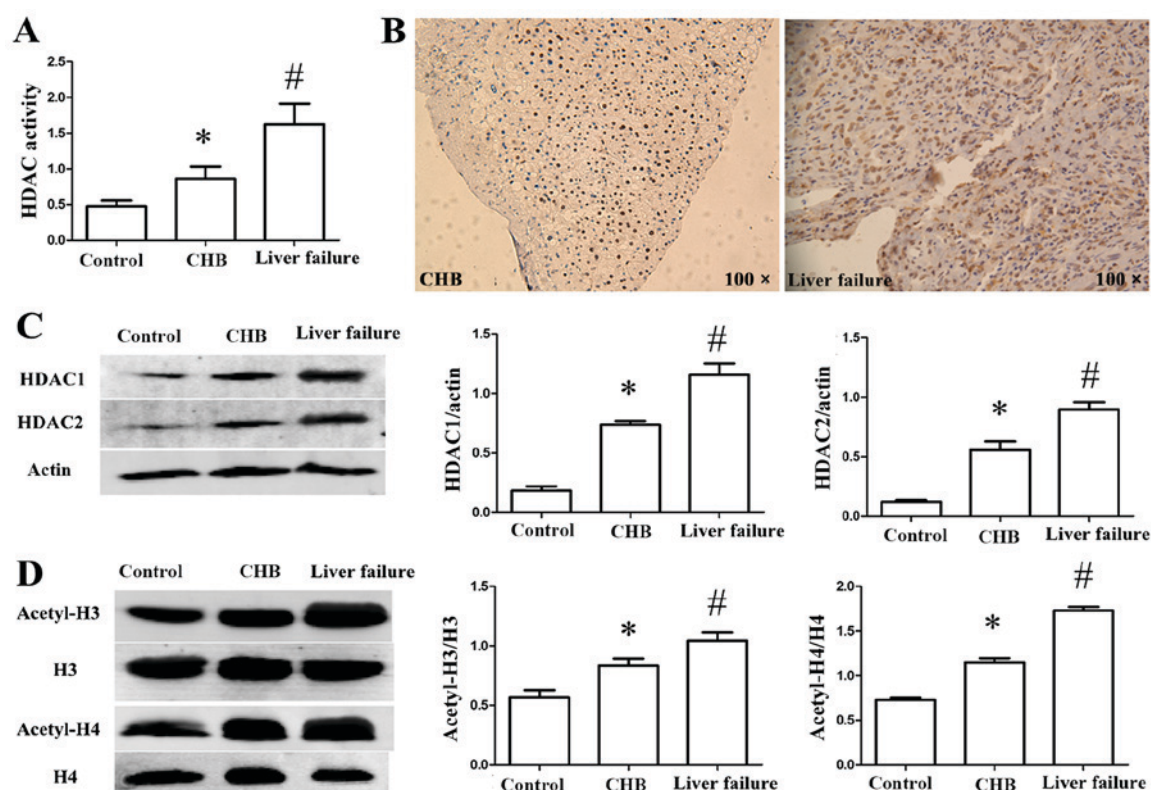 A
HDAC activity
2.5
2.0
1.5
1.0
0.5
0.0
*
#
Control CHB Liver failure
B
CHB 100 ×
Liver failure 100 ×
C
Control CHB Liver failure
HDAC1
HDAC2
Actin
HDAC1/actin
1.5
1.0
0.5
0.0
*
#
Control CHB Liver failure
HDAC2/actin
1.5
1.0
0.5
0.0
*
#
Control CHB Liver failure
D
Control CHB Liver failure
Acetyl-H3
H3
Acetyl-H4
H4
Acetyl-H3/H3
1.5
1.0
0.5
0.0
*
#
Control CHB Liver failure
Acetyl-H4/H4
2.0
1.5
1.0
0.5
0.0
*
#
Control CHB Liver failure